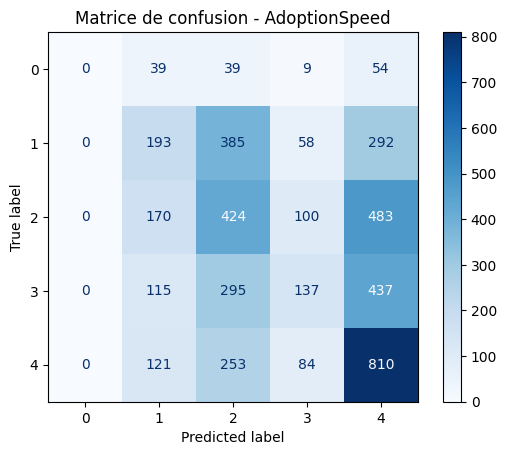 Matrice de confusion - AdoptionSpeed
True label
0 0 39 39 9 54
1 0 193 385 58 292
2 0 170 424 100 483
3 0 115 295 137 437
4 0 121 253 84 810
0 1 2 3 4
Predicted label
800
700
600
500
400
300
200
100
0